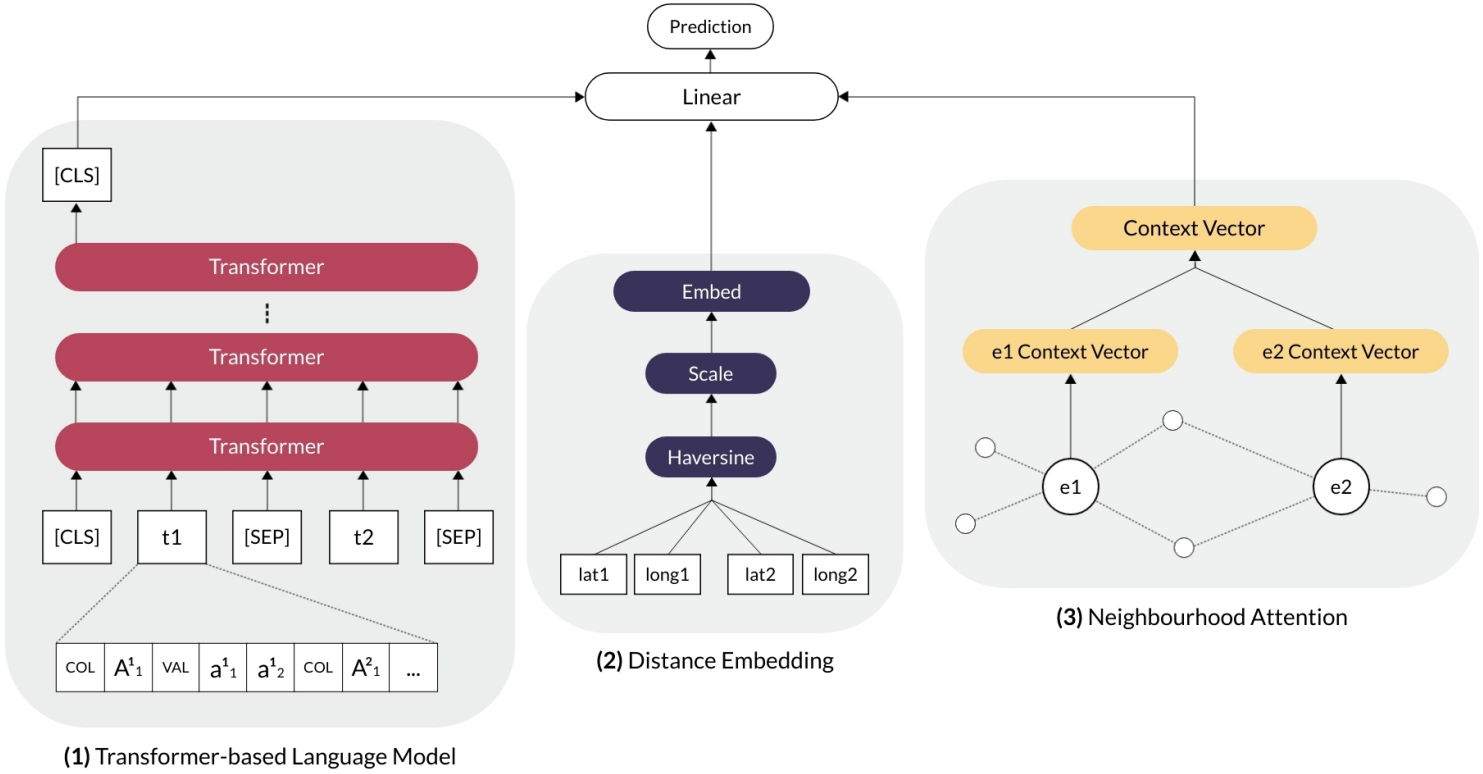 Prediction
Linear
[CLS]
Transformer
Transformer
Transformer
[CLS] t1 [SEP] t2 [SEP]
COL A¹₁ VAL a¹₁ a¹₂ COL A²₁ ...
(1) Transformer-based Language Model
Embed
Scale
Haversine
lat1 long1 lat2 long2
(2) Distance Embedding
Context Vector
e1 Context Vector e2 Context Vector
e1 e2
(3) Neighbourhood Attention